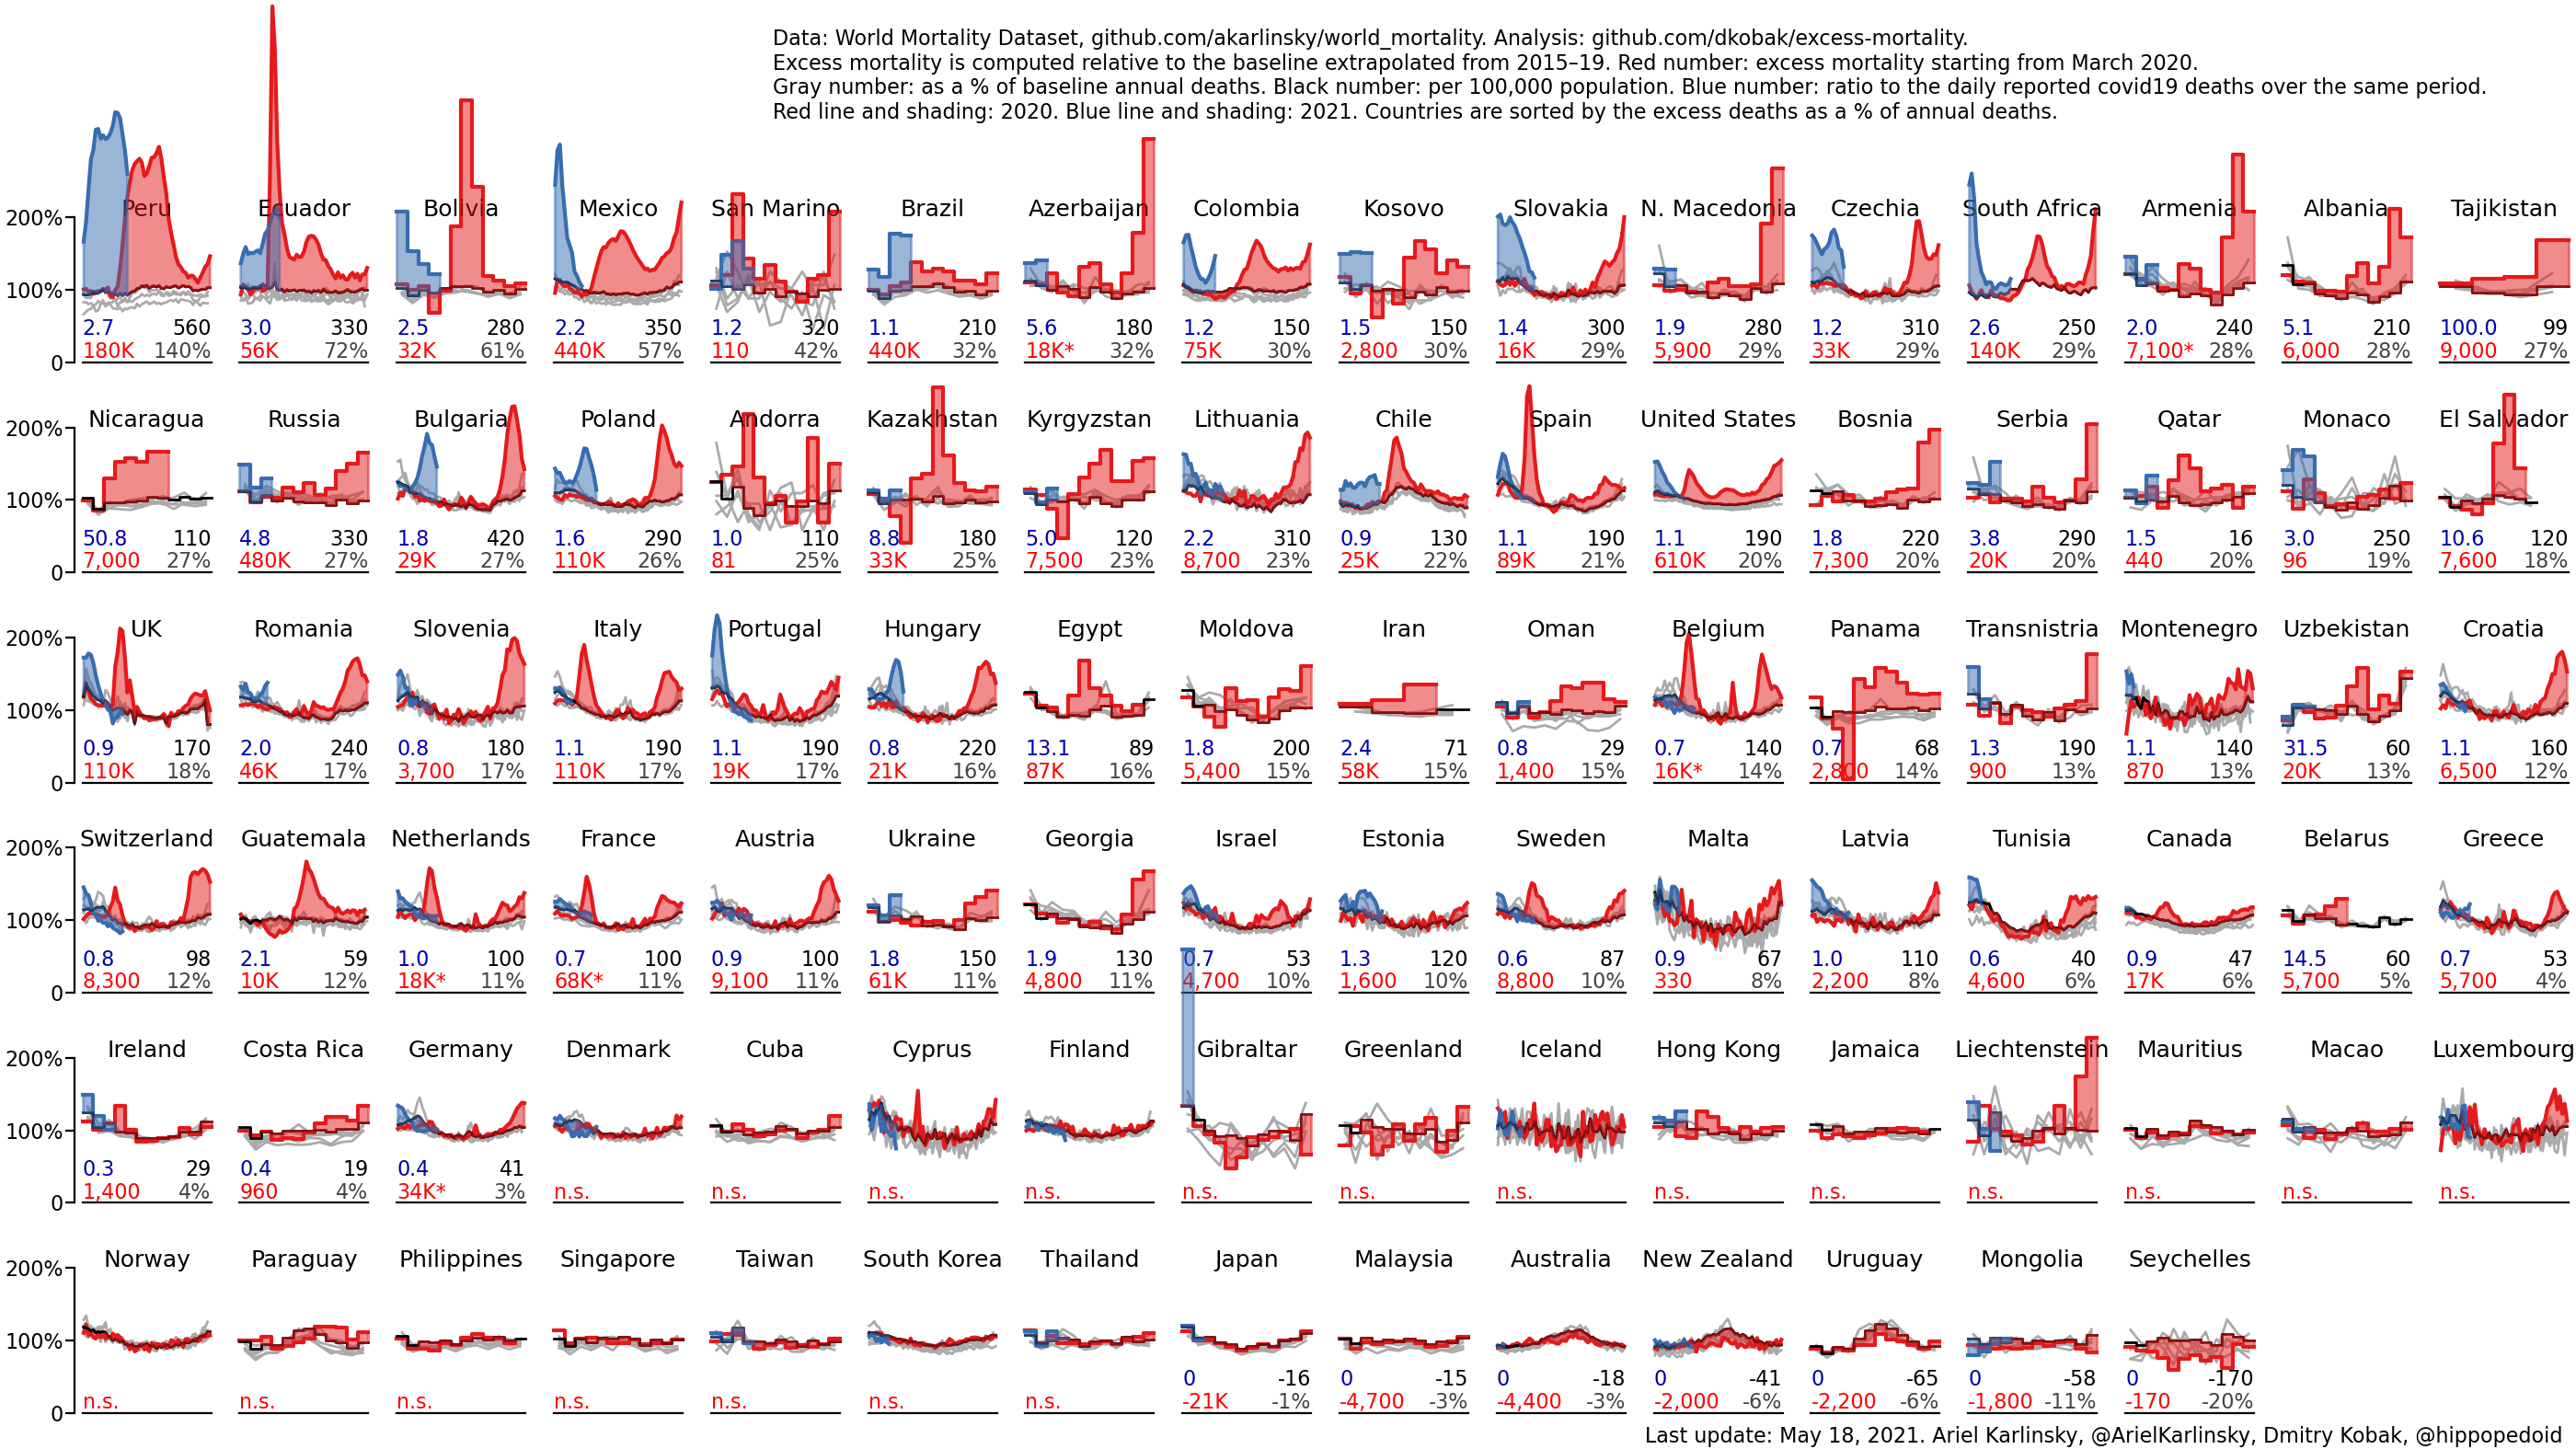 Data: World Mortality Dataset, github.com/akarlinsky/world_mortality. Analysis: github.com/dkobak/excess-mortality.
Excess mortality is computed relative to the baseline extrapolated from 2015–19. Red number: excess mortality starting from March 2020.
Gray number: as a % of baseline annual deaths. Black number: per 100,000 population. Blue number: ratio to the daily reported covid19 deaths over the same period.
Red line and shading: 2020. Blue line and shading: 2021. Countries are sorted by the excess deaths as a % of annual deaths.
200% Peru Ecuador Bolivia Mexico San Marino Brazil Azerbaijan Colombia Kosovo Slovakia N. Macedonia Czechia South Africa Armenia Albania Tajikistan
100%
2.7 560 3.0 330 2.5 280 2.2 350 1.2 320 1.1 210 5.6 180 1.2 150 1.5 150 1.4 300 1.9 280 1.2 310 2.6 250 2.0 240 5.1 210 100.0 99
0 180K 140% 56K 72% 32K 61% 440K 57% 110 42% 440K 32% 18K* 32% 75K 30% 2,800 30% 16K 29% 5,900 29% 33K 29% 140K 29% 7,100* 28% 6,000 28% 9,000 27%
200% Nicaragua Russia Bulgaria Poland Andorra Kazakhstan Kyrgyzstan Lithuania Chile Spain United States Bosnia Serbia Qatar Monaco El Salvador
100%
50.8 110 4.8 330 1.8 420 1.6 290 1.0 110 8.8 180 5.0 120 2.2 310 0.9 130 1.1 190 1.1 190 1.8 220 3.8 290 1.5 16 3.0 250 10.6 120
0 7,000 27% 480K 27% 29K 27% 110K 26% 81 25% 33K 25% 7,500 23% 8,700 23% 25K 22% 89K 21% 610K 20% 7,300 20% 20K 20% 440 20% 96 19% 7,600 18%
200% UK Romania Slovenia Italy Portugal Hungary Egypt Moldova Iran Oman Belgium Panama Transnistria Montenegro Uzbekistan Croatia
100%
0.9 170 2.0 240 0.8 180 1.1 190 1.1 190 0.8 220 13.1 89 1.8 200 2.4 71 0.8 29 0.7 140 0.7 68 1.3 190 1.1 140 31.5 60 1.1 160
0 110K 18% 46K 17% 3,700 17% 110K 17% 19K 17% 21K 16% 87K 16% 5,400 15% 58K 15% 1,400 15% 16K* 14% 2,800 14% 900 13% 870 13% 20K 13% 6,500 12%
200% Switzerland Guatemala Netherlands France Austria Ukraine Georgia Israel Estonia Sweden Malta Latvia Tunisia Canada Belarus Greece
100%
0.8 98 2.1 59 1.0 100 0.7 100 0.9 100 1.8 150 1.9 130 0.7 53 1.3 120 0.6 87 0.9 67 1.0 110 0.6 40 0.9 47 14.5 60 0.7 53
0 8,300 12% 10K 12% 18K* 11% 68K* 11% 9,100 11% 61K 11% 4,800 11% 4,700 10% 1,600 10% 8,800 10% 330 8% 2,200 8% 4,600 6% 17K 6% 5,700 5% 5,700 4%
200% Ireland Costa Rica Germany Denmark Cuba Cyprus Finland Gibraltar Greenland Iceland Hong Kong Jamaica Liechtenstein Mauritius Macao Luxembourg
100%
0.3 29 0.4 19 0.4 41
0 1,400 4% 960 4% 34K* 3% n.s. n.s. n.s. n.s. n.s. n.s. n.s. n.s. n.s. n.s. n.s. n.s. n.s.
200% Norway Paraguay Philippines Singapore Taiwan South Korea Thailand Japan Malaysia Australia New Zealand Uruguay Mongolia Seychelles
100%
0 -16 0 -15 0 -18 0 -41 0 -65 0 -58 0 -170
0 n.s. n.s. n.s. n.s. n.s. n.s. n.s. -21K -1% -4,700 -3% -4,400 -3% -2,000 -6% -2,200 -6% -1,800 -11% -170 -20%
Last update: May 18, 2021. Ariel Karlinsky, @ArielKarlinsky, Dmitry Kobak, @hippopedoid